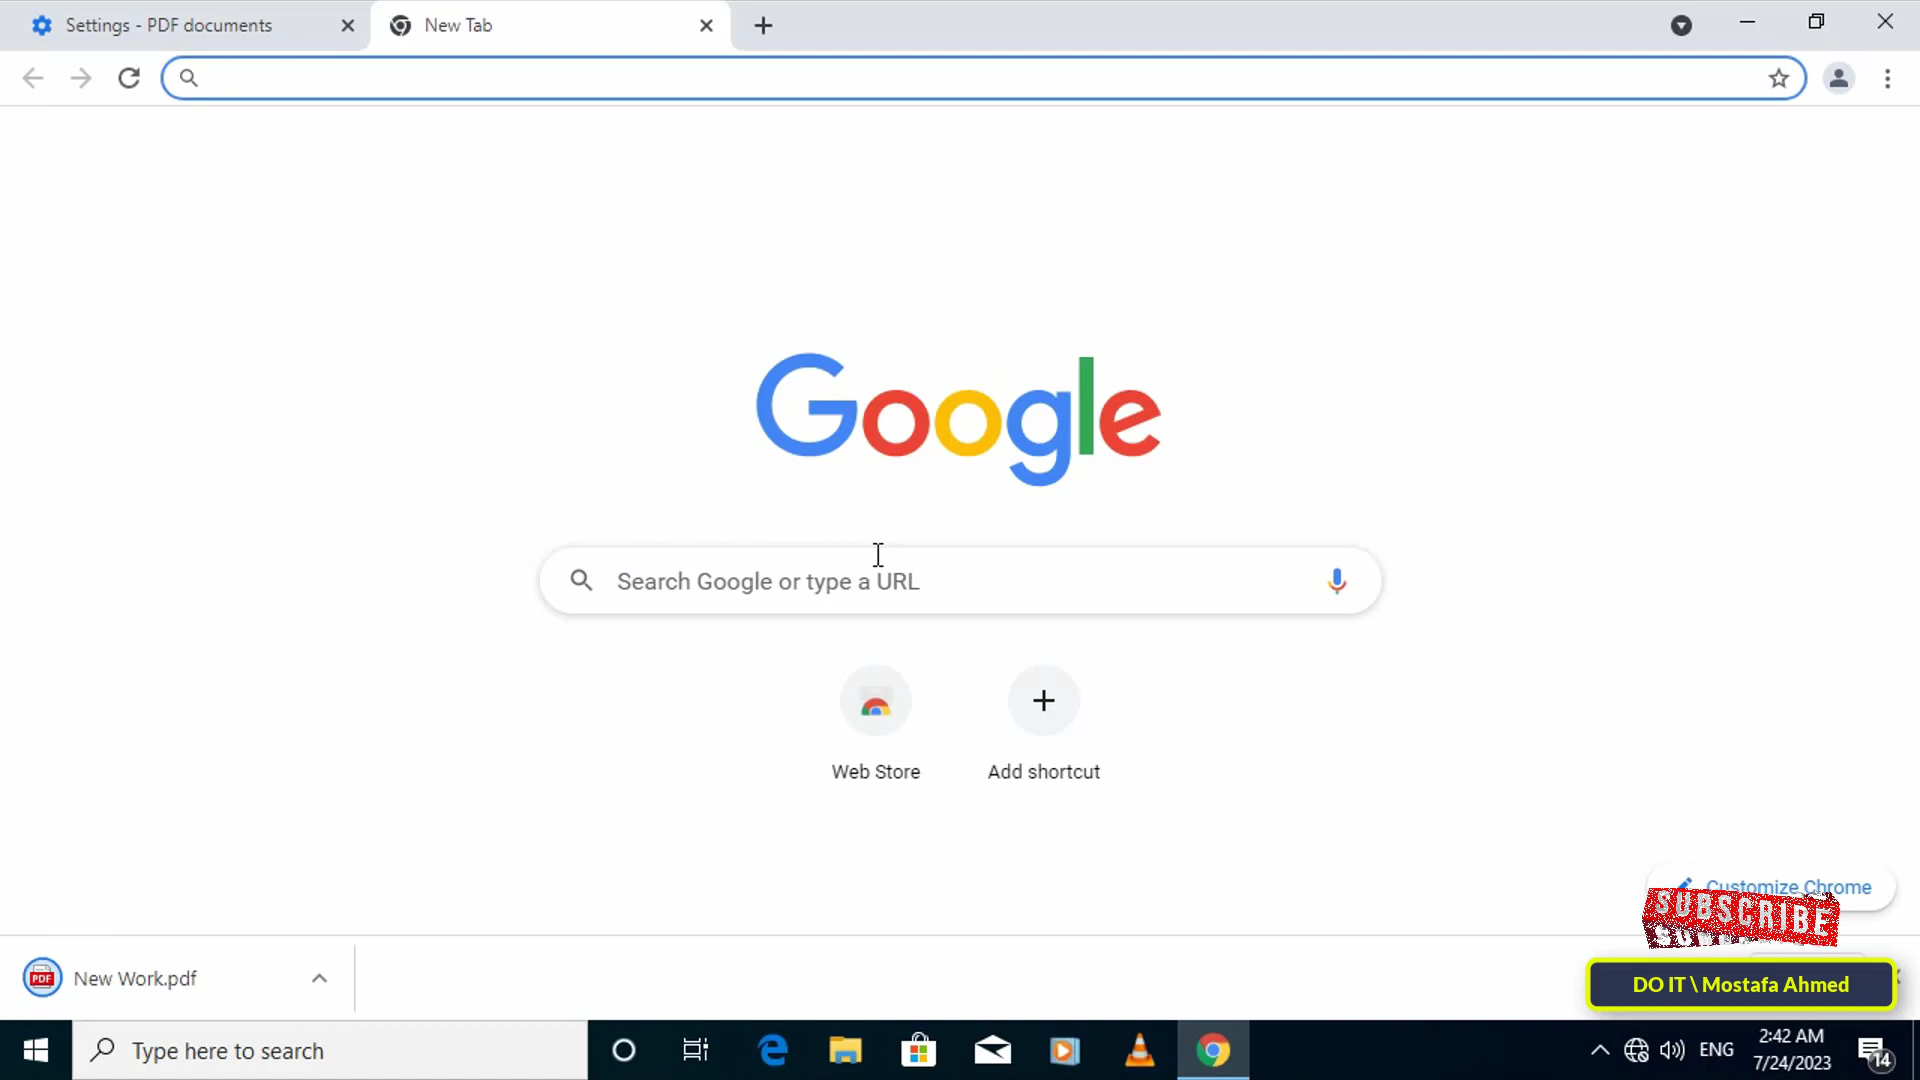 Settings - PDF documents
New Tab
Google
Search Google or type a URL
Web Store
Add shortcut
Customize Chrome
SUBSCRIBE
PDF
New Work.pdf
DO IT \ Mostafa Ahmed
Type here to search
ENG
2:42 AM
7/24/2023
14